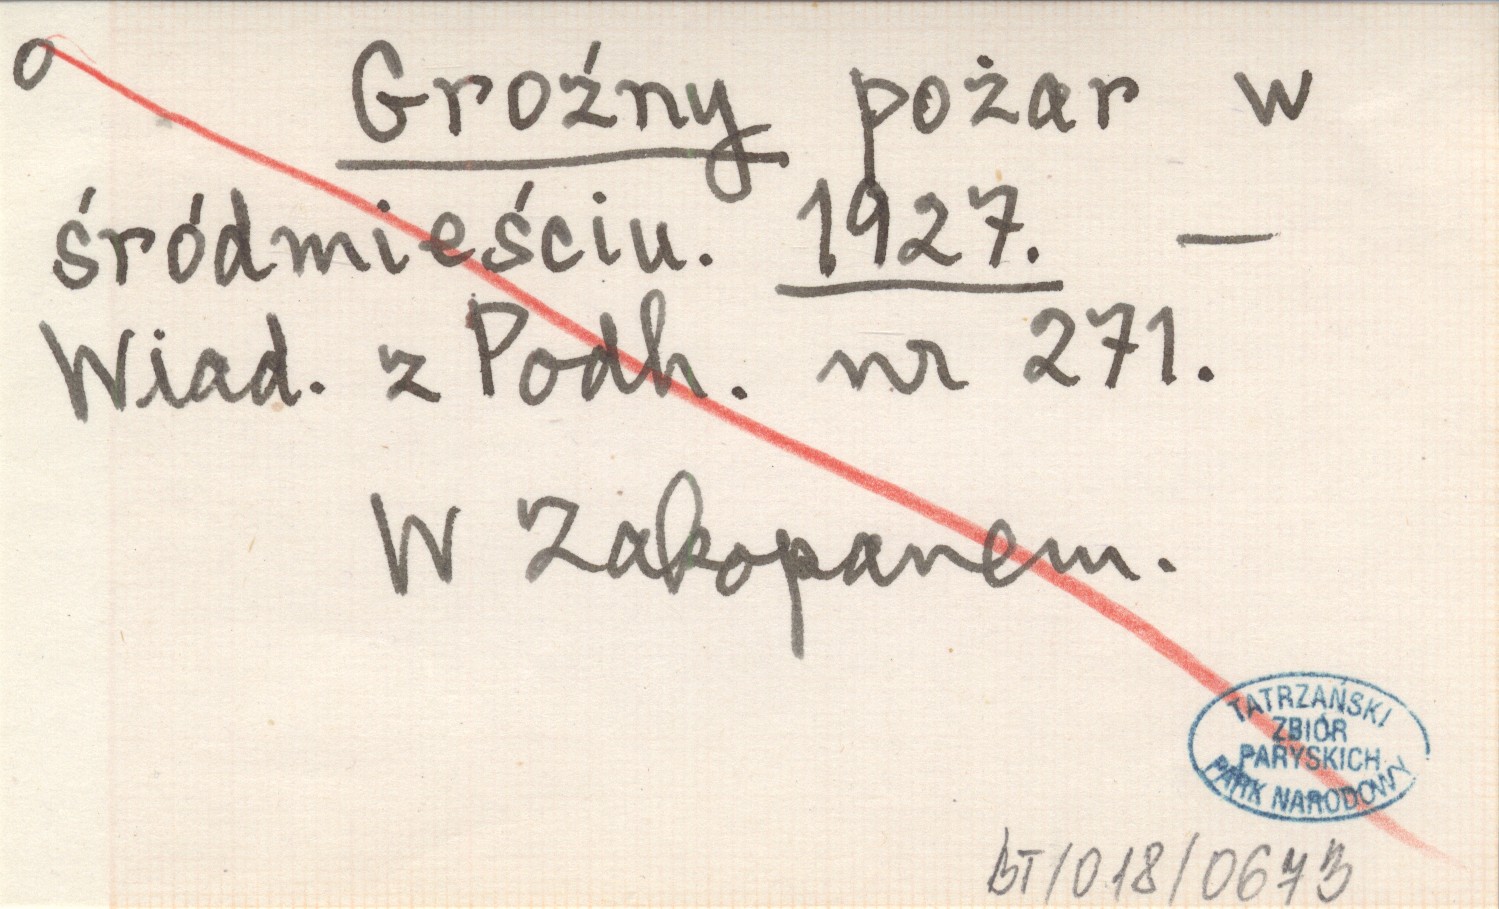 o Groźny pożar w
śródmieściu. 1927. —
Wiad. z Podh. nr 271.
W Zakopanem.
TATRZAŃSKI
ZBIÓR
PARYSKICH
PARK NARODOWY
BT/018/0673